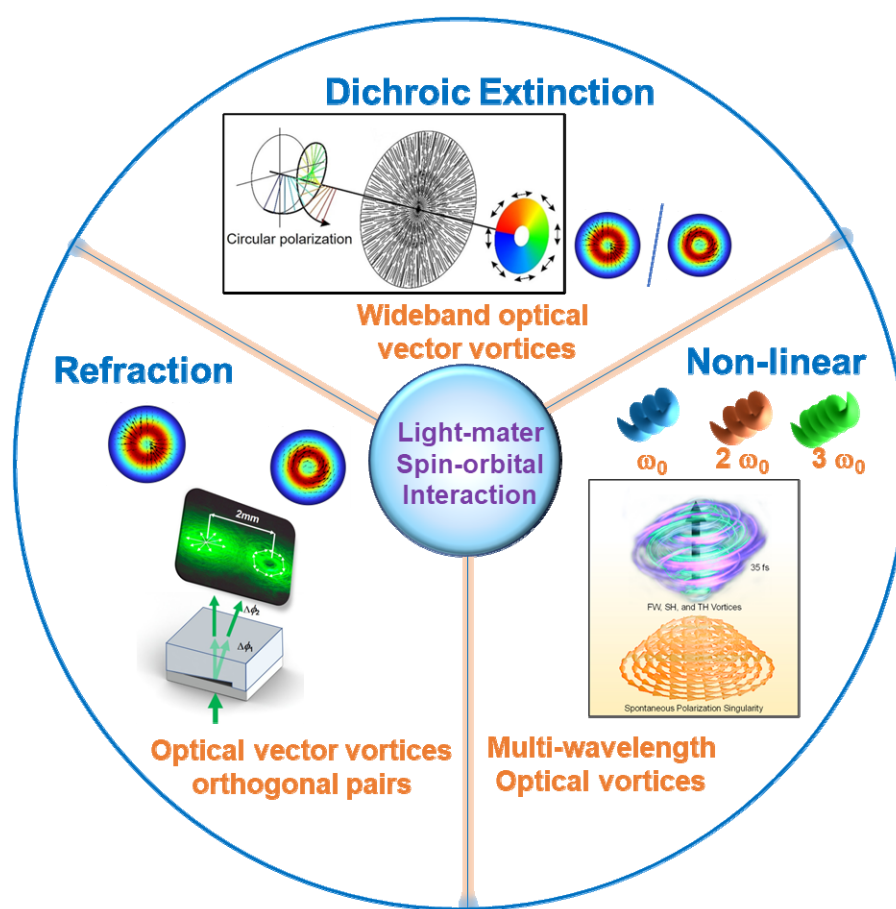 Dichroic Extinction
Circular polarization
Wideband optical
vector vortices
Refraction
Non-linear
Light-mater
Spin-orbital
Interaction
ω₀
2 ω₀
3 ω₀
2mm
Δϕ₂
Δϕ₁
35 fs
FW, SH, and TH Vortices
Spontaneous Polarization Singularity
Optical vector vortices
orthogonal pairs
Multi-wavelength
Optical vortices